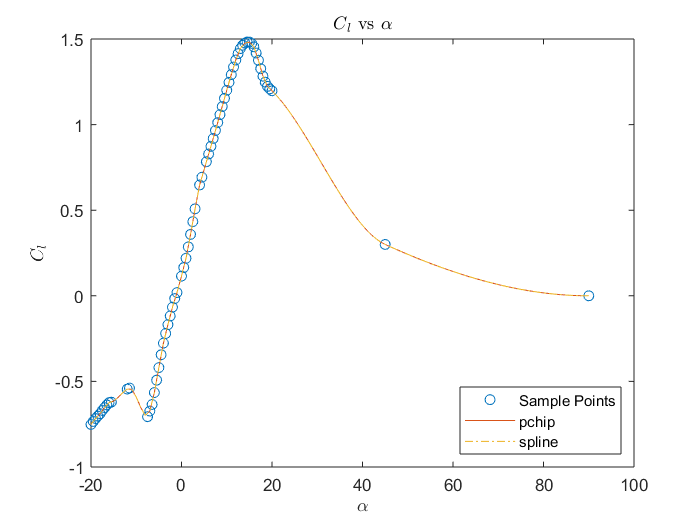 C_l vs α
1.5
1
0.5
0
-0.5
-1
C_l
-20 0 20 40 60 80 100
α
Sample Points
pchip
spline